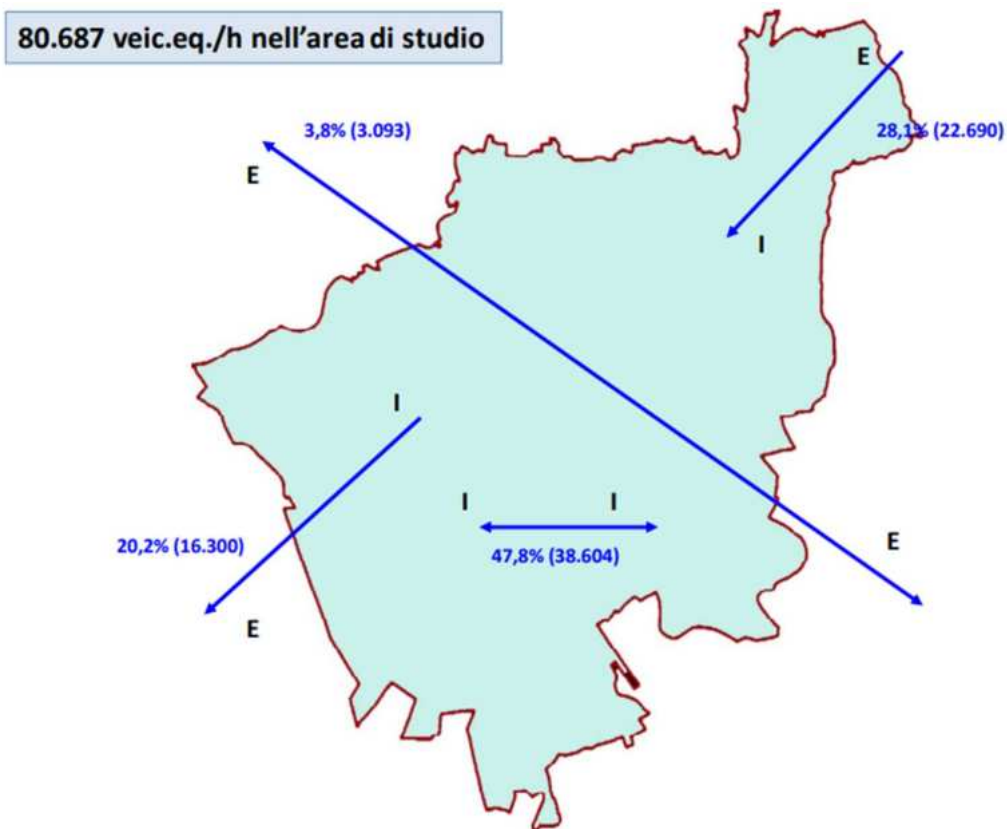 80.687 veic.eq./h nell'area di studio
E
3,8% (3.093)
28,1% (22.690)
E
I
I
I
I
20,2% (16.300)
47,8% (38.604)
E
E